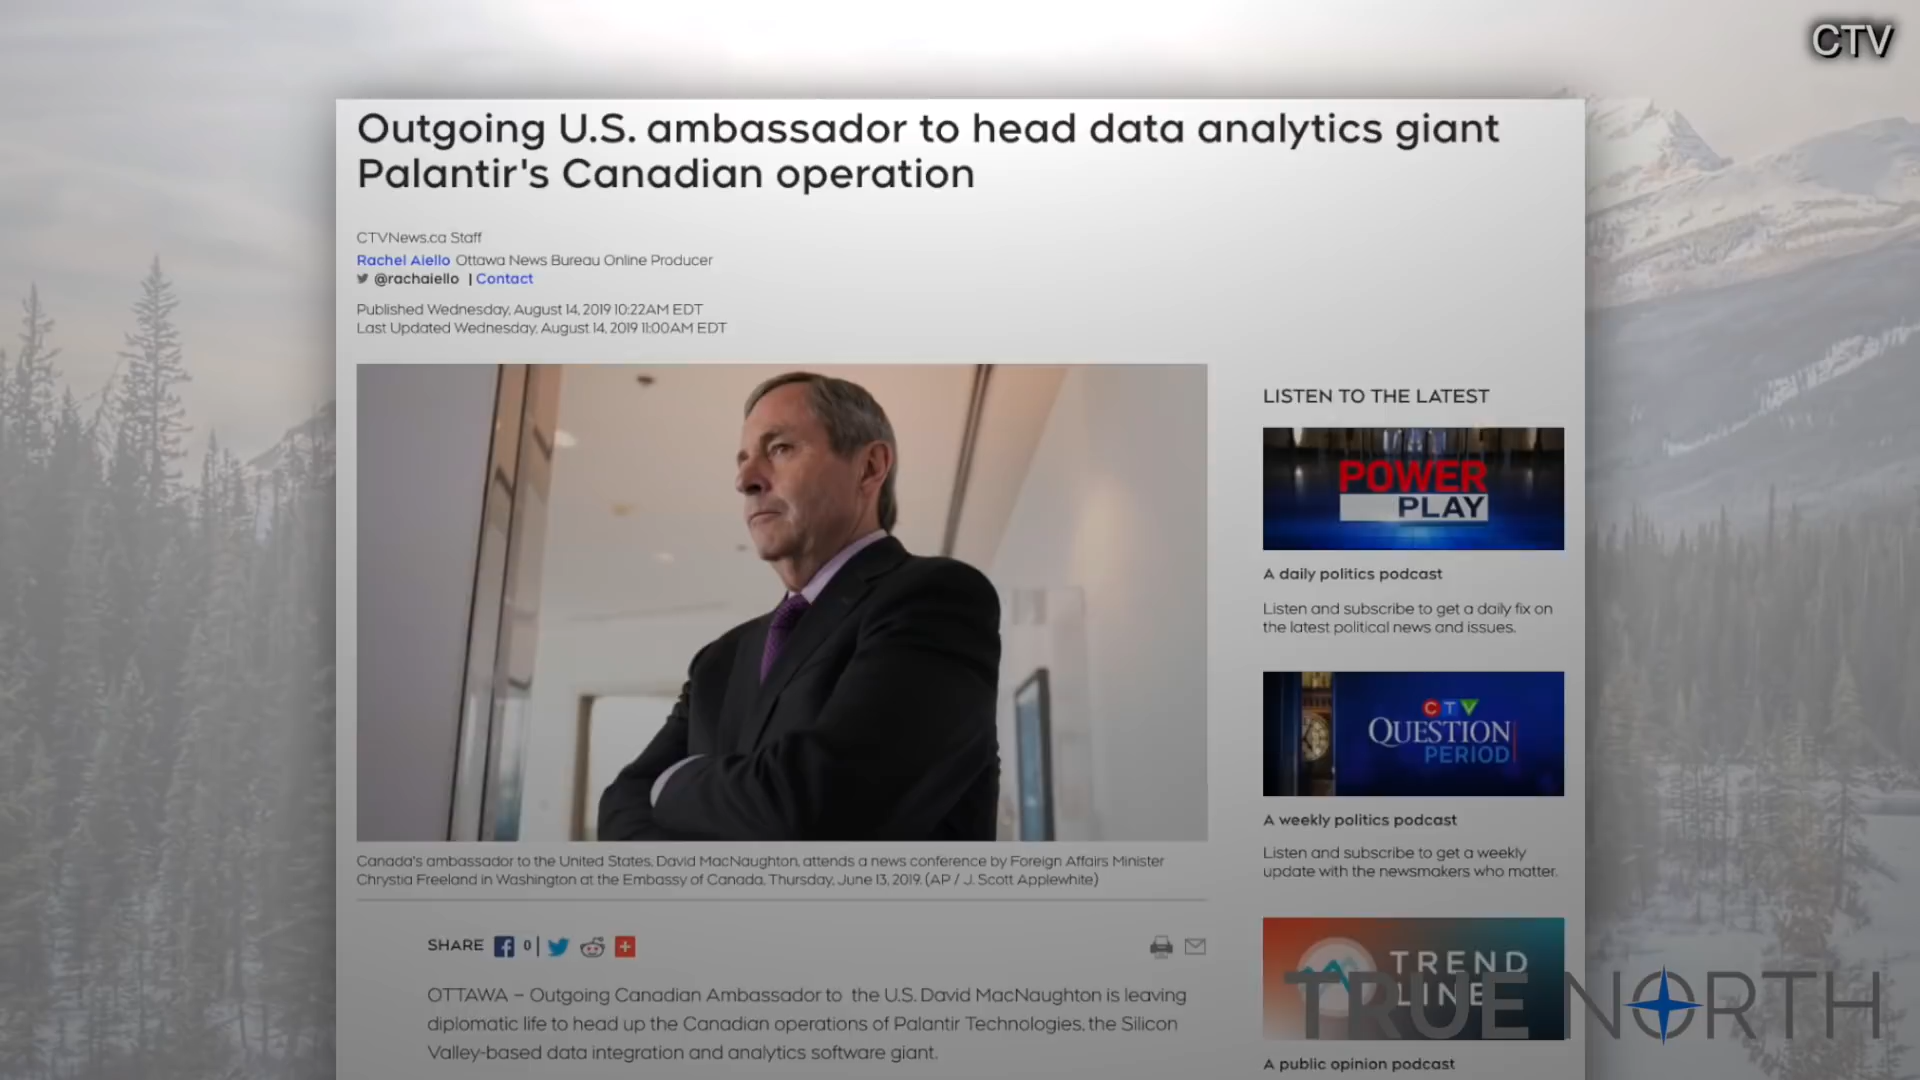 CTV
Outgoing U.S. ambassador to head data analytics giant
Palantir's Canadian operation
CTVNews.ca Staff
Rachel Aiello Ottawa News Bureau Online Producer
@rachaiello | Contact
Published Wednesday, August 14, 2019 10:22AM EDT
Last Updated Wednesday, August 14, 2019 11:00AM EDT
Canada's ambassador to the United States, David MacNaughton, attends a news conference by Foreign Affairs Minister
Chrystia Freeland in Washington at the Embassy of Canada, Thursday, June 13, 2019. (AP / J. Scott Applewhite)
SHARE 0 |
OTTAWA – Outgoing Canadian Ambassador to the U.S. David MacNaughton is leaving
diplomatic life to head up the Canadian operations of Palantir Technologies, the Silicon
Valley-based data integration and analytics software giant.
LISTEN TO THE LATEST
POWER
PLAY
A daily politics podcast
Listen and subscribe to get a daily fix on
the latest political news and issues.
CTV
QUESTION
PERIOD
A weekly politics podcast
Listen and subscribe to get a weekly
update with the newsmakers who matter.
TREND
LINE
A public opinion podcast
TRUE NORTH